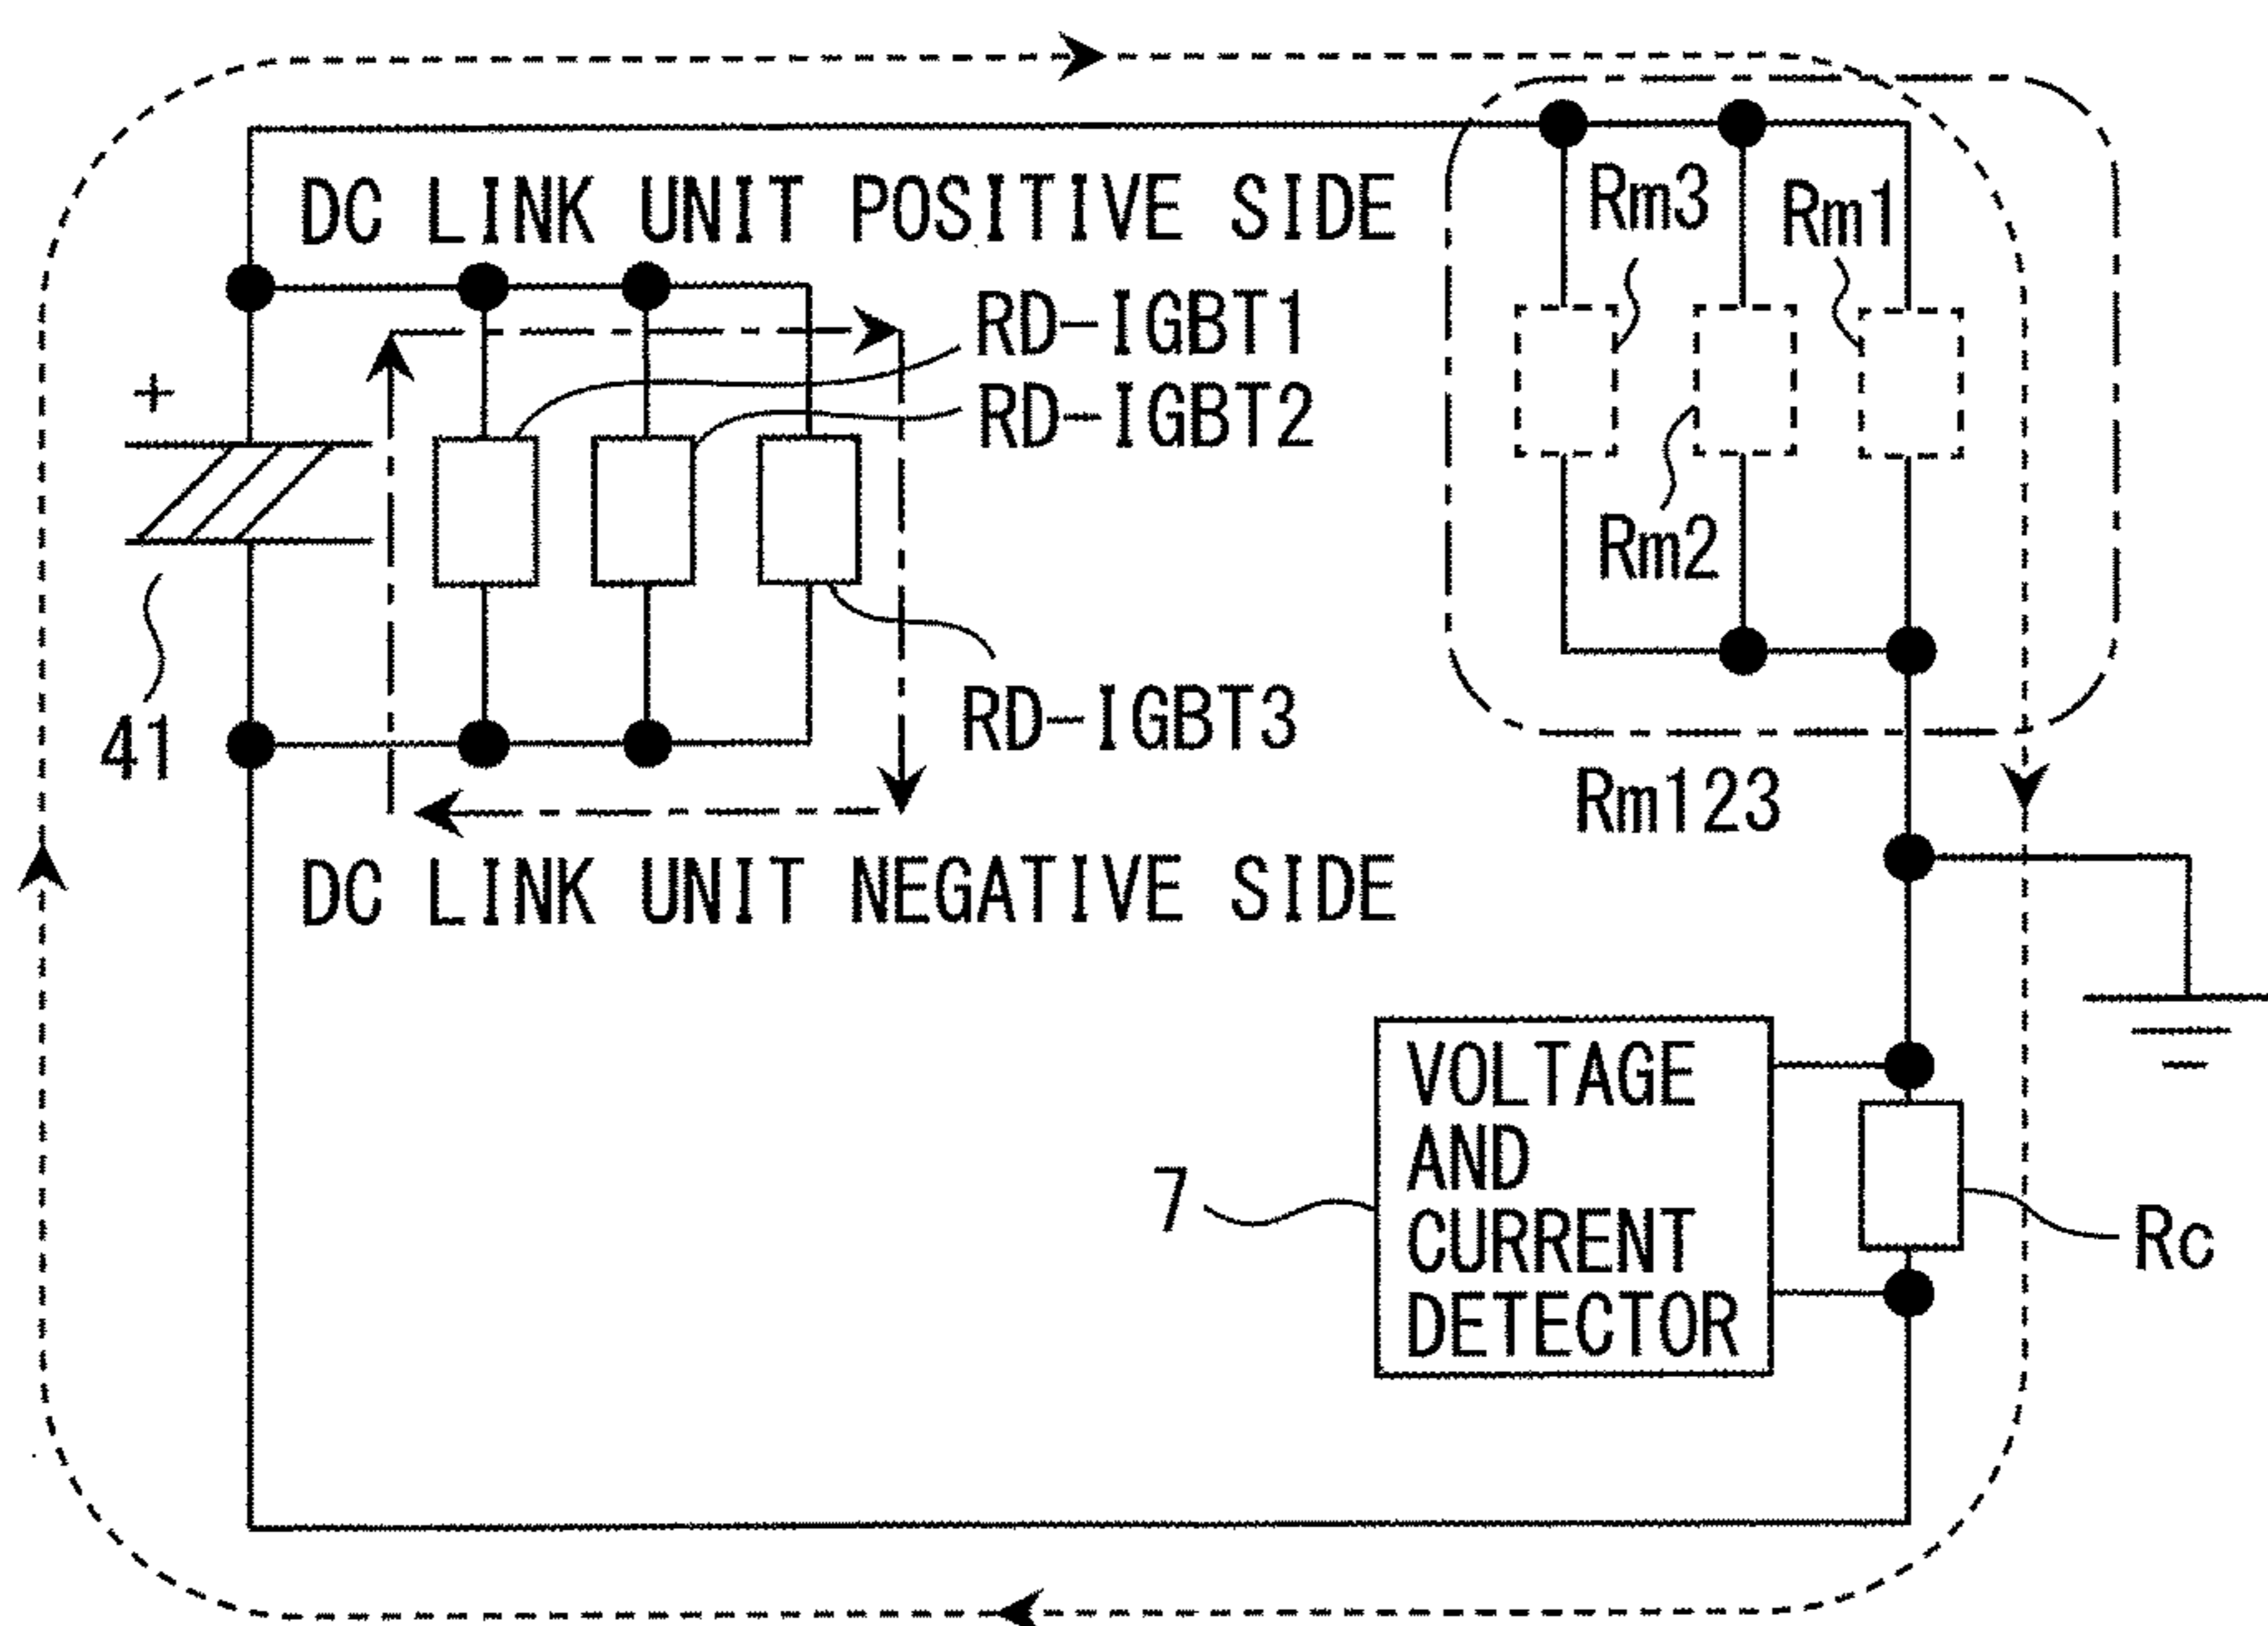 DC LINK UNIT POSITIVE SIDE
Rm3
Rm1
RD-IGBT1
+
RD-IGBT2
Rm2
RD-IGBT3
41
Rm123
DC LINK UNIT NEGATIVE SIDE
VOLTAGE
AND
CURRENT
DETECTOR
7
Rc